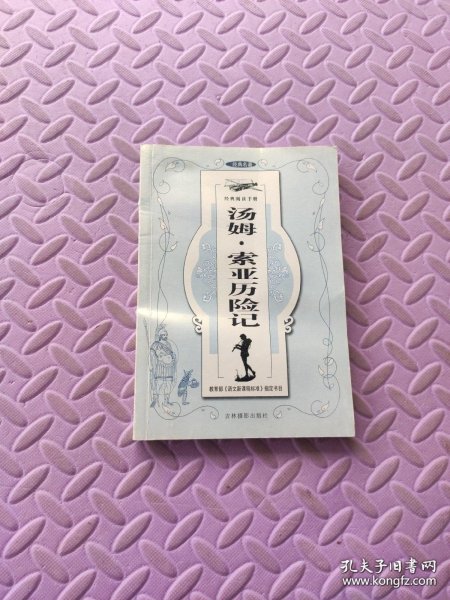 经典名著
经典阅读手册
汤姆·索亚历险记
教育部《语文新课程标准》指定书目
吉林摄影出版社
孔夫子旧书网
www.kongfz.com